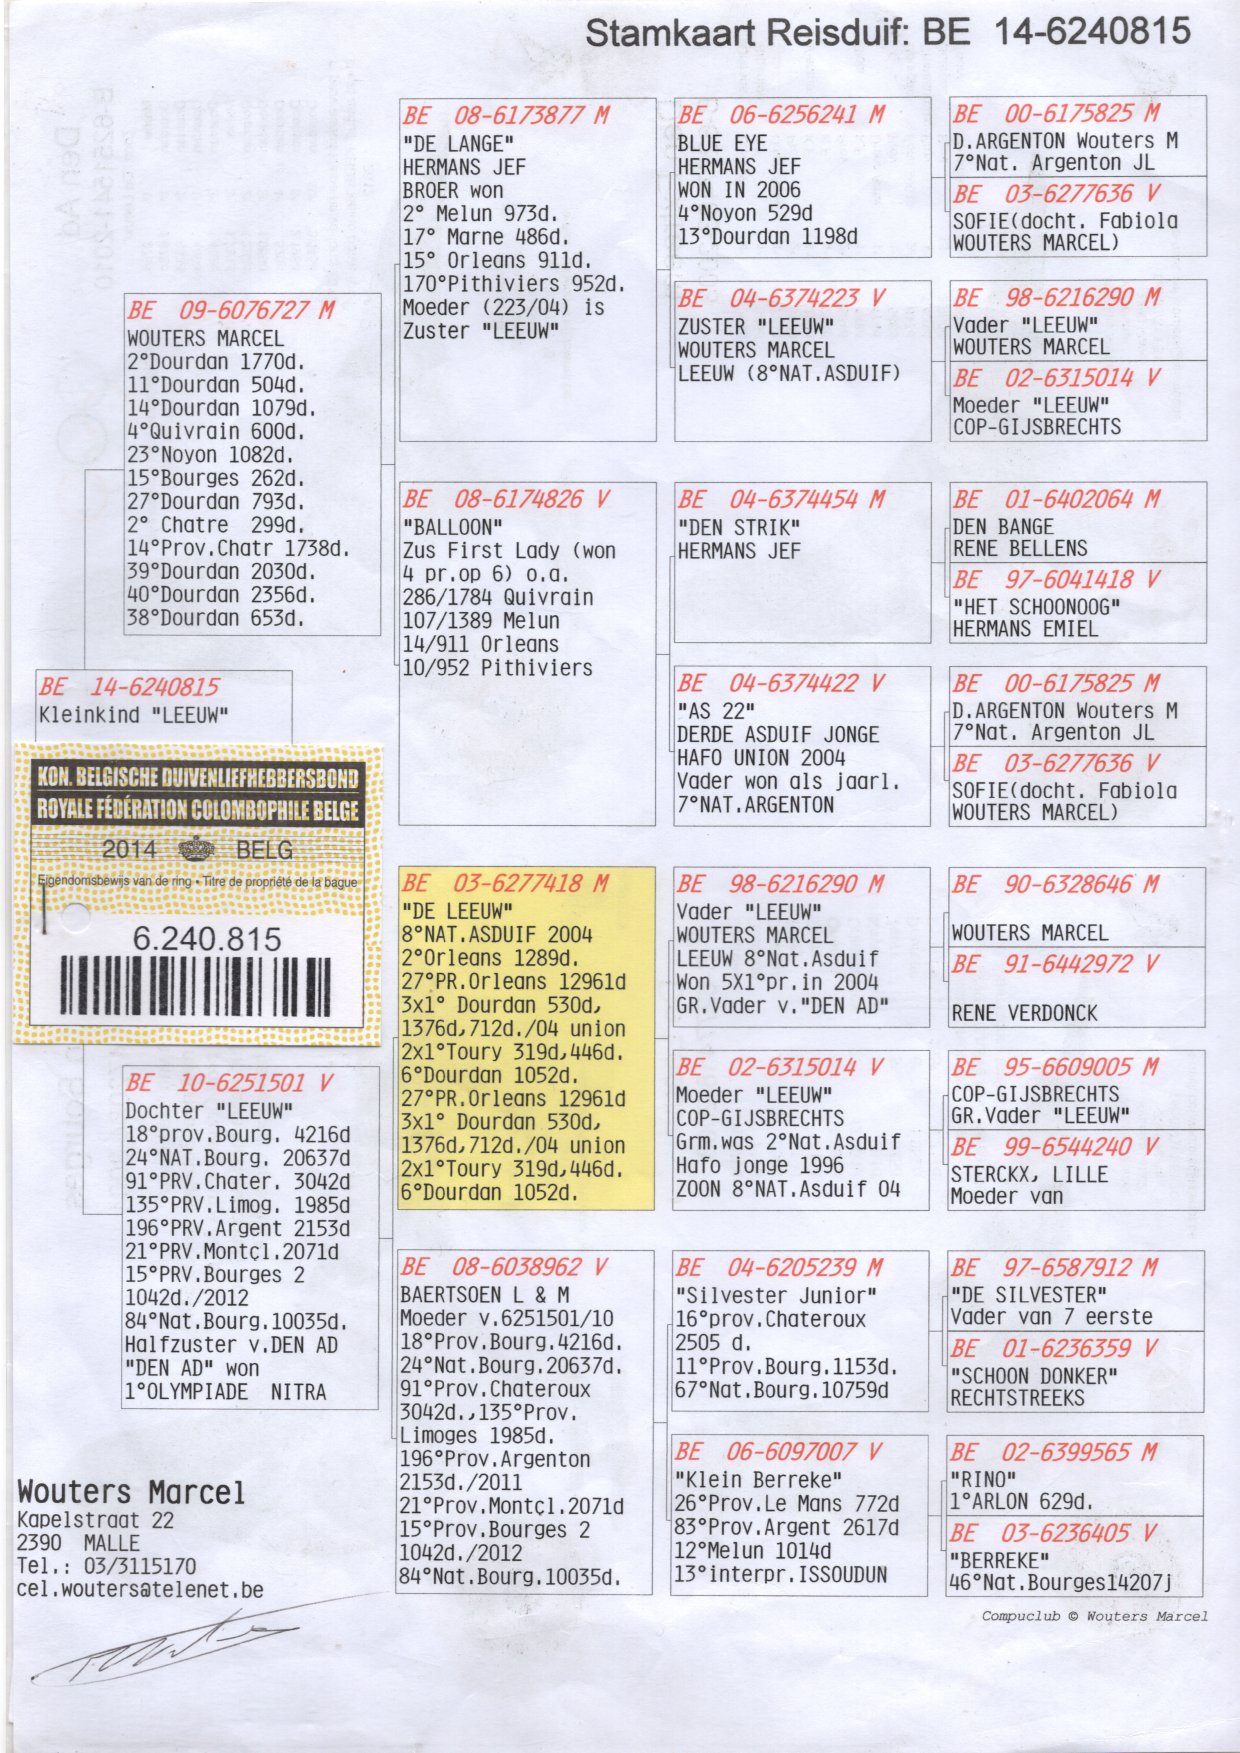 Stamkaart Reisduif: BE 14-6240815
BE 14-6240815
Kleinkind "LEEUW"
KON. BELGISCHE DUIVENLIEFHEBBERSBOND
ROYALE FÉDÉRATION COLOMBOPHILE BELGE
2014 BELG
Eigendomsbewijs van de ring • Titre de propriété de la bague
6.240.815
BE 09-6076727 M
WOUTERS MARCEL
2°Dourdan 1770d.
11°Dourdan 504d.
14°Dourdan 1079d.
4°Quivrain 600d.
23°Noyon 1082d.
15°Bourges 262d.
27°Dourdan 793d.
2° Chatre 299d.
14°Prov.Chatr 1738d.
39°Dourdan 2030d.
40°Dourdan 2356d.
38°Dourdan 653d.
BE 10-6251501 V
Dochter "LEEUW"
18°prov.Bourg. 4216d
24°NAT.Bourg. 20637d
91°PRV.Chater. 3042d
135°PRV.Limog. 1985d
196°PRV.Argent 2153d
21°PRV.Montçl.2071d
15°PRV.Bourges 2
1042d./2012
84°Nat.Bourg.10035d.
Halfzuster v.DEN AD
"DEN AD" won
1°OLYMPIADE NITRA
BE 08-6173877 M
"DE LANGE"
HERMANS JEF
BROER won
2° Melun 973d.
17° Marne 486d.
15° Orleans 911d.
170°Pithiviers 952d.
Moeder (223/04) is
Zuster "LEEUW"
BE 08-6174826 V
"BALLOON"
Zus First Lady (won
4 pr.op 6) o.a.
286/1784 Quivrain
107/1389 Melun
14/911 Orleans
10/952 Pithiviers
BE 03-6277418 M
"DE LEEUW"
8°NAT.ASDUIF 2004
2°Orleans 1289d.
27°PR.Orleans 12961d
3x1° Dourdan 530d,
1376d,712d./04 union
2x1°Toury 319d,446d.
6°Dourdan 1052d.
27°PR.Orleans 12961d
3x1° Dourdan 530d,
1376d,712d./04 union
2x1°Toury 319d,446d.
6°Dourdan 1052d.
BE 08-6038962 V
BAERTSOEN L & M
Moeder v.6251501/10
18°Prov.Bourg.4216d.
24°Nat.Bourg.20637d.
91°Prov.Chateroux
3042d.,135°Prov.
Limoges 1985d.
196°Prov.Argenton
2153d./2011
21°Prov.Montçl.2071d
15°Prov.Bourges 2
1042d./2012
84°Nat.Bourg.10035d.
BE 06-6256241 M
BLUE EYE
HERMANS JEF
WON IN 2006
4°Noyon 529d
13°Dourdan 1198d
BE 04-6374223 V
ZUSTER "LEEUW"
WOUTERS MARCEL
LEEUW (8°NAT.ASDUIF)
BE 04-6374454 M
"DEN STRIK"
HERMANS JEF
BE 04-6374422 V
"AS 22"
DERDE ASDUIF JONGE
HAFO UNION 2004
Vader won als jaarl.
7°NAT.ARGENTON
BE 98-6216290 M
Vader "LEEUW"
WOUTERS MARCEL
LEEUW 8°Nat.Asduif
Won 5X1°pr.in 2004
GR.Vader v."DEN AD"
BE 02-6315014 V
Moeder "LEEUW"
COP-GIJSBRECHTS
Grm.was 2°Nat.Asduif
Hafo jonge 1996
ZOON 8°NAT.Asduif 04
BE 04-6205239 M
"Silvester Junior"
16°prov.Chateroux
2505 d.
11°Prov.Bourg.1153d.
67°Nat.Bourg.10759d
BE 06-6097007 V
"Klein Berreke"
26°Prov.Le Mans 772d
83°Prov.Argent 2617d
12°Melun 1014d
13°interpr.ISSOUDUN
BE 00-6175825 M
D.ARGENTON Wouters M
7°Nat. Argenton JL
BE 03-6277636 V
SOFIE(docht. Fabiola
WOUTERS MARCEL)
BE 98-6216290 M
Vader "LEEUW"
WOUTERS MARCEL
BE 02-6315014 V
Moeder "LEEUW"
COP-GIJSBRECHTS
BE 01-6402064 M
DEN BANGE
RENE BELLENS
BE 97-6041418 V
"HET SCHOONOOG"
HERMANS EMIEL
BE 00-6175825 M
D.ARGENTON Wouters M
7°Nat. Argenton JL
BE 03-6277636 V
SOFIE(docht. Fabiola
WOUTERS MARCEL)
BE 90-6328646 M
WOUTERS MARCEL
BE 91-6442972 V
RENE VERDONCK
BE 95-6609005 M
COP-GIJSBRECHTS
GR.Vader "LEEUW"
BE 99-6544240 V
STERCKX, LILLE
Moeder van
BE 97-6587912 M
"DE SILVESTER"
Vader van 7 eerste
BE 01-6236359 V
"SCHOON DONKER"
RECHTSTREEKS
BE 02-6399565 M
"RINO"
1°ARLON 629d.
BE 03-6236405 V
"BERREKE"
46°Nat.Bourges14207j
Wouters Marcel
Kapelstraat 22
2390 MALLE
Tel.: 03/3115170
cel.wouters@telenet.be
Compuclub © Wouters Marcel